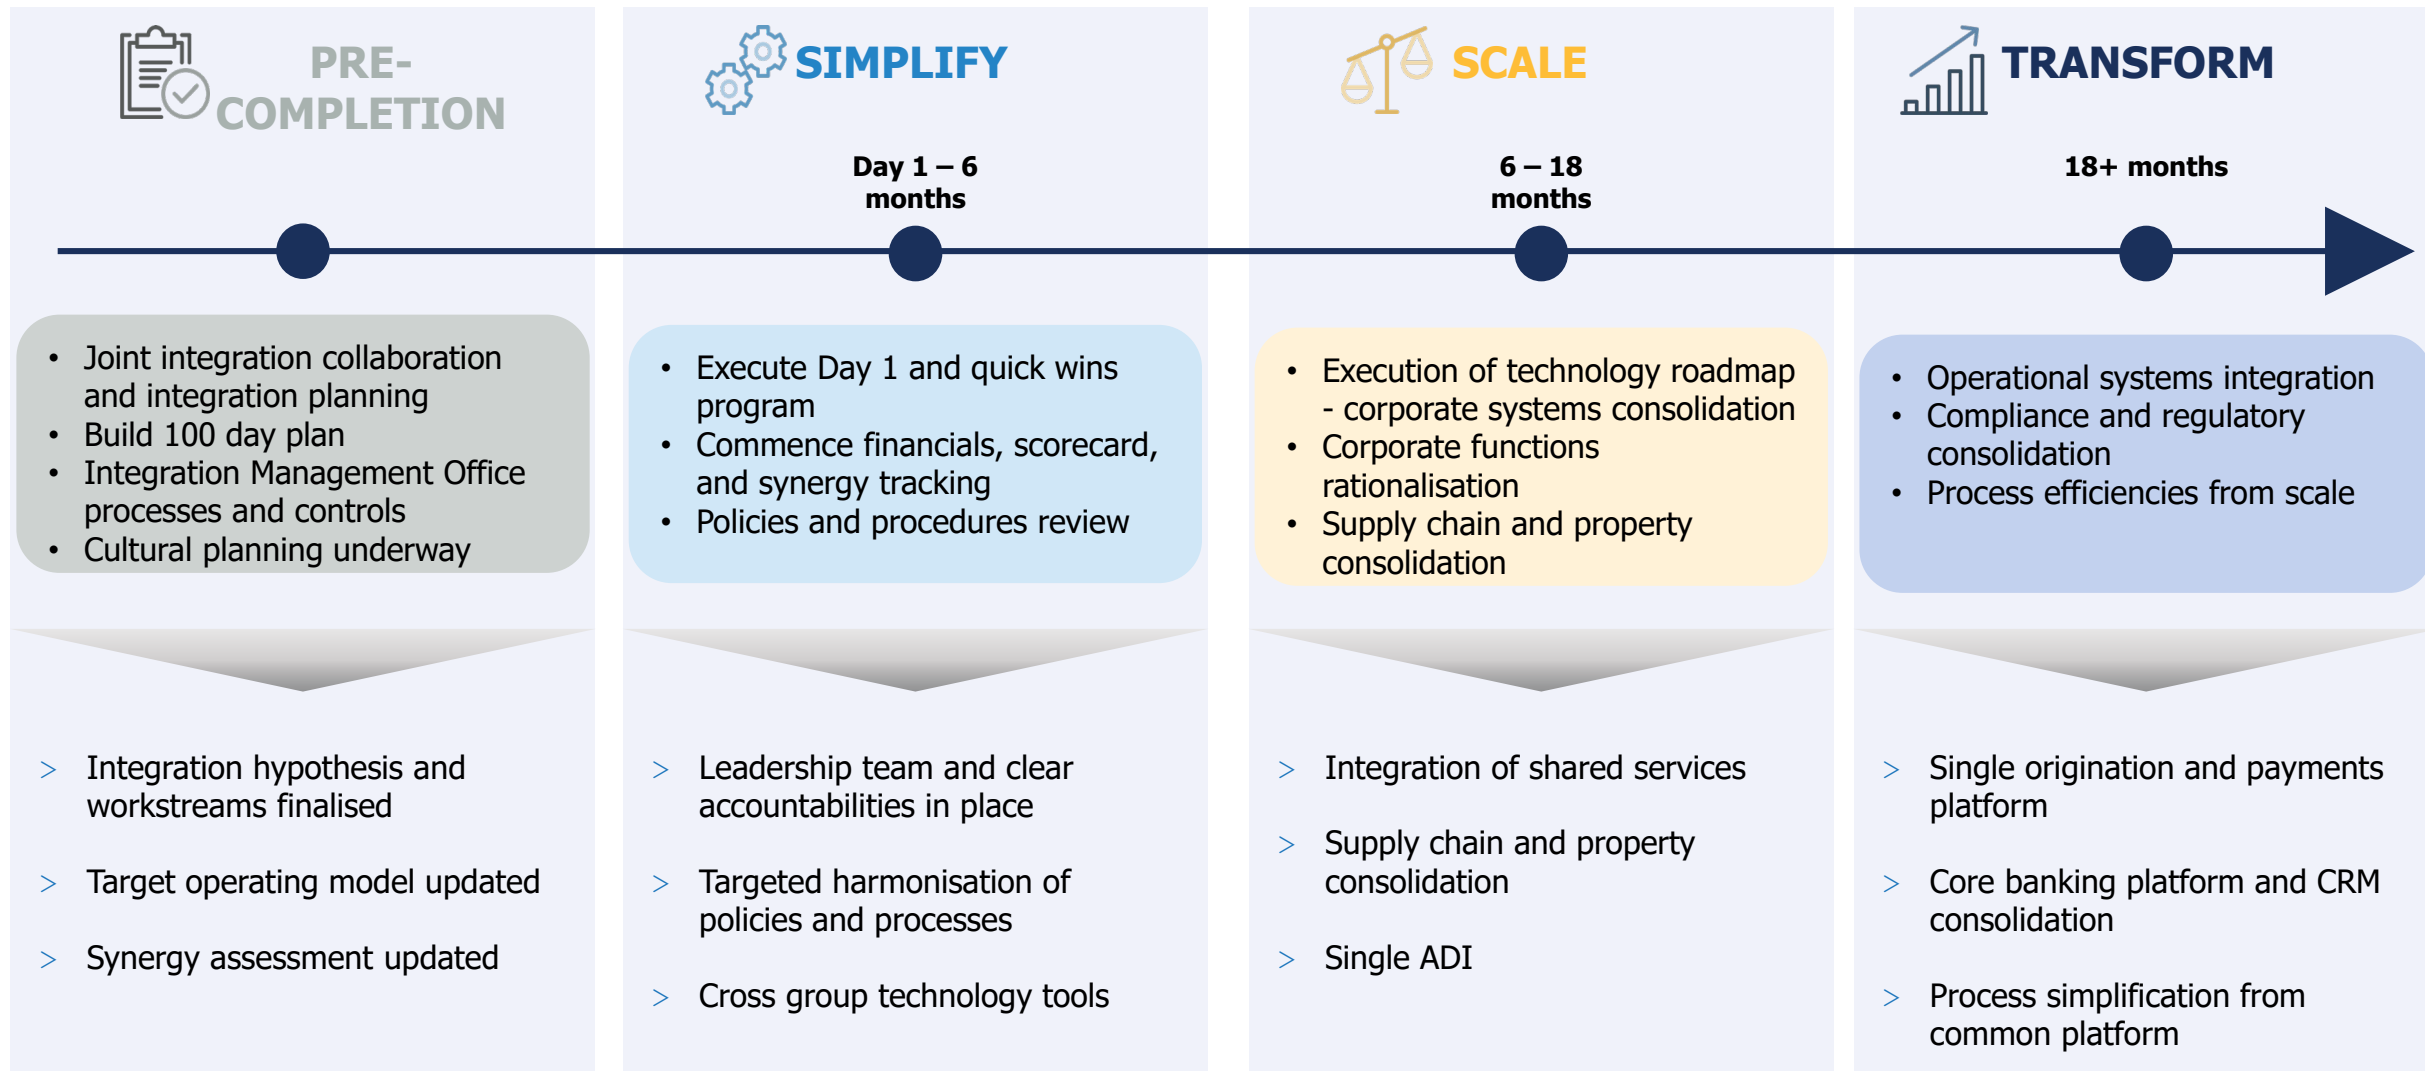 PRE-
COMPLETION
• Joint integration collaboration
and integration planning
• Build 100 day plan
• Integration Management Office
processes and controls
• Cultural planning underway
> Integration hypothesis and
workstreams finalised
> Target operating model updated
> Synergy assessment updated
SIMPLIFY
Day 1 – 6
months
• Execute Day 1 and quick wins
program
• Commence financials, scorecard,
and synergy tracking
• Policies and procedures review
> Leadership team and clear
accountabilities in place
> Targeted harmonisation of
policies and processes
> Cross group technology tools
SCALE
6 – 18
months
• Execution of technology roadmap
- corporate systems consolidation
• Corporate functions
rationalisation
• Supply chain and property
consolidation
> Integration of shared services
> Supply chain and property
consolidation
> Single ADI
TRANSFORM
18+ months
• Operational systems integration
• Compliance and regulatory
consolidation
• Process efficiencies from scale
> Single origination and payments
platform
> Core banking platform and CRM
consolidation
> Process simplification from
common platform